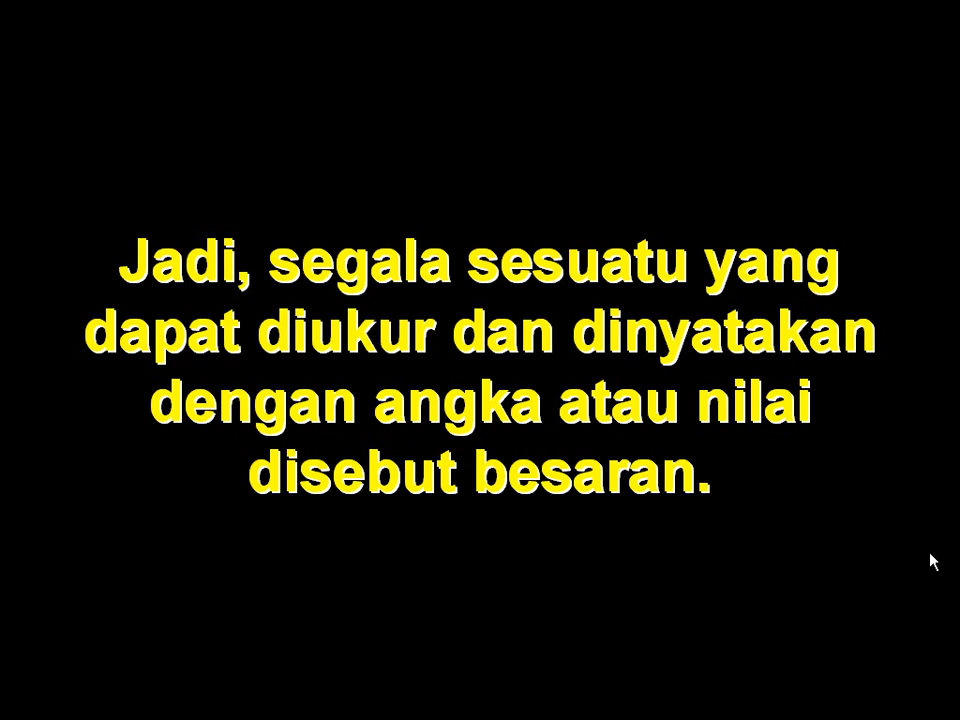 Jadi, segala sesuatu yang
dapat diukur dan dinyatakan
dengan angka atau nilai
disebut besaran.